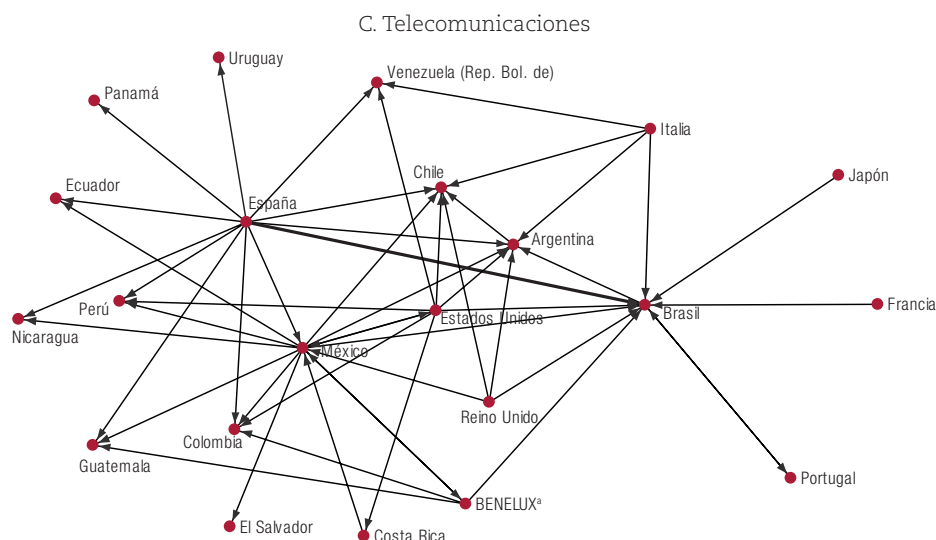 C. Telecomunicaciones
Uruguay
Venezuela (Rep. Bol. de)
Panamá
Italia
Chile
Japón
Ecuador
España
Argentina
Perú
Estados Unidos
Brasil
Francia
Nicaragua
México
Reino Unido
Colombia
Guatemala
Portugal
BENELUXᵃ
El Salvador
Costa Rica